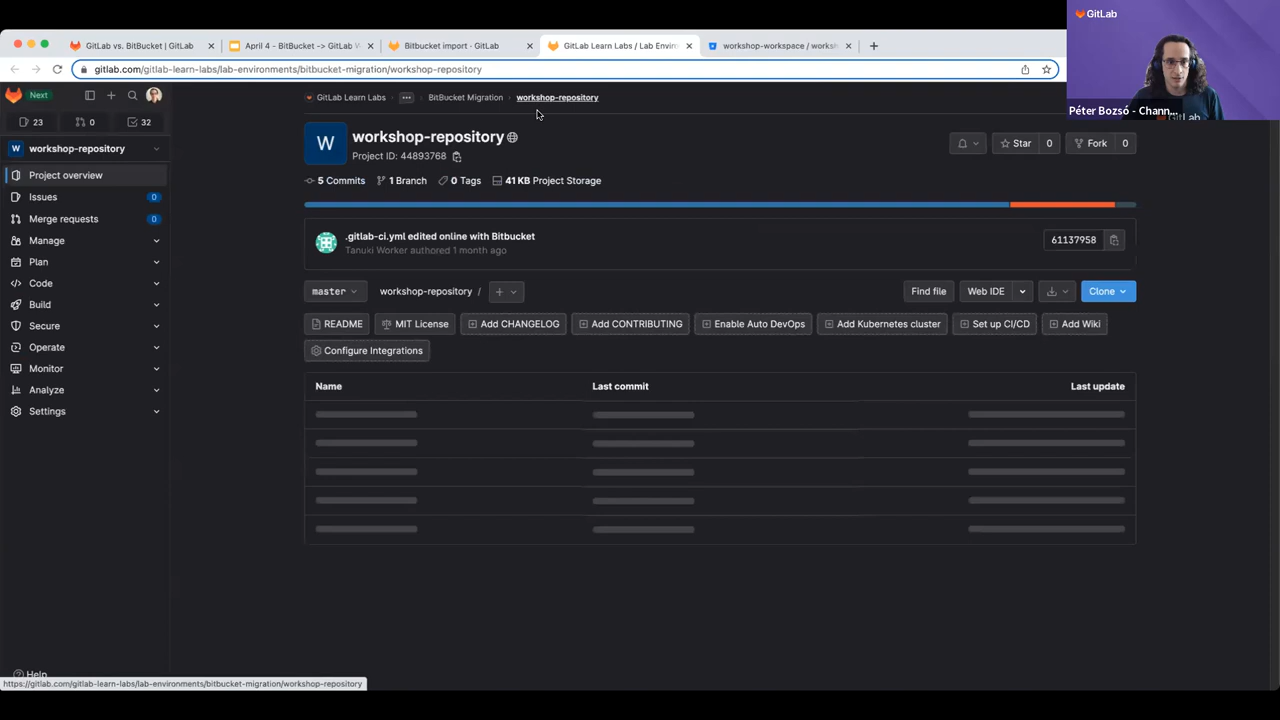 GitLab
GitLab vs. BitBucket | GitLab
April 4 - BitBucket -> GitLab W
Bitbucket import · GitLab
GitLab Learn Labs / Lab Enviro
workshop-workspace / worksh
gitlab.com/gitlab-learn-labs/lab-environments/bitbucket-migration/workshop-repository
Péter Bozsó - Chann...
GitLab
Next
GitLab Learn Labs
BitBucket Migration
workshop-repository
23
0
32
workshop-repository
workshop-repository
W
W
Project ID: 44893768
Star
0
Fork
0
Project overview
5 Commits
1 Branch
0 Tags
41 KB Project Storage
Issues
0
Merge requests
0
Manage
.gitlab-ci.yml edited online with Bitbucket
61137958
Tanuki Worker authored 1 month ago
Plan
Code
master
workshop-repository /
+
Find file
Web IDE
Clone
Build
Secure
README
MIT License
Add CHANGELOG
Add CONTRIBUTING
Enable Auto DevOps
Add Kubernetes cluster
Set up CI/CD
Add Wiki
Operate
Configure Integrations
Monitor
Analyze
Name
Last commit
Last update
Settings
Help
https://gitlab.com/gitlab-learn-labs/lab-environments/bitbucket-migration/workshop-repository